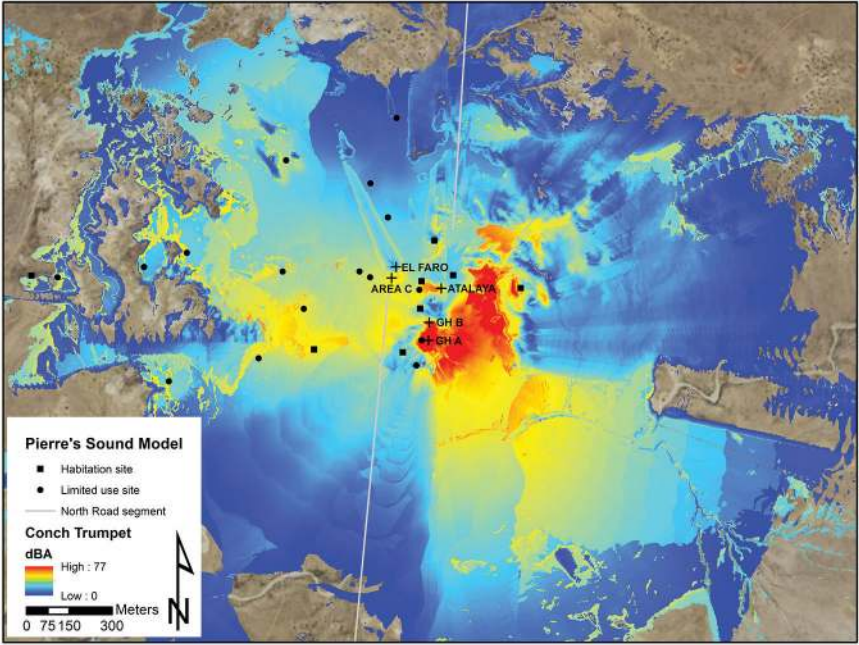 EL FARO
AREA C
ATALAYA
GH B
GH A
Pierre's Sound Model
Habitation site
Limited use site
North Road segment
Conch Trumpet
dBA
High : 77
Low : 0
Meters
0 75 150 300
N